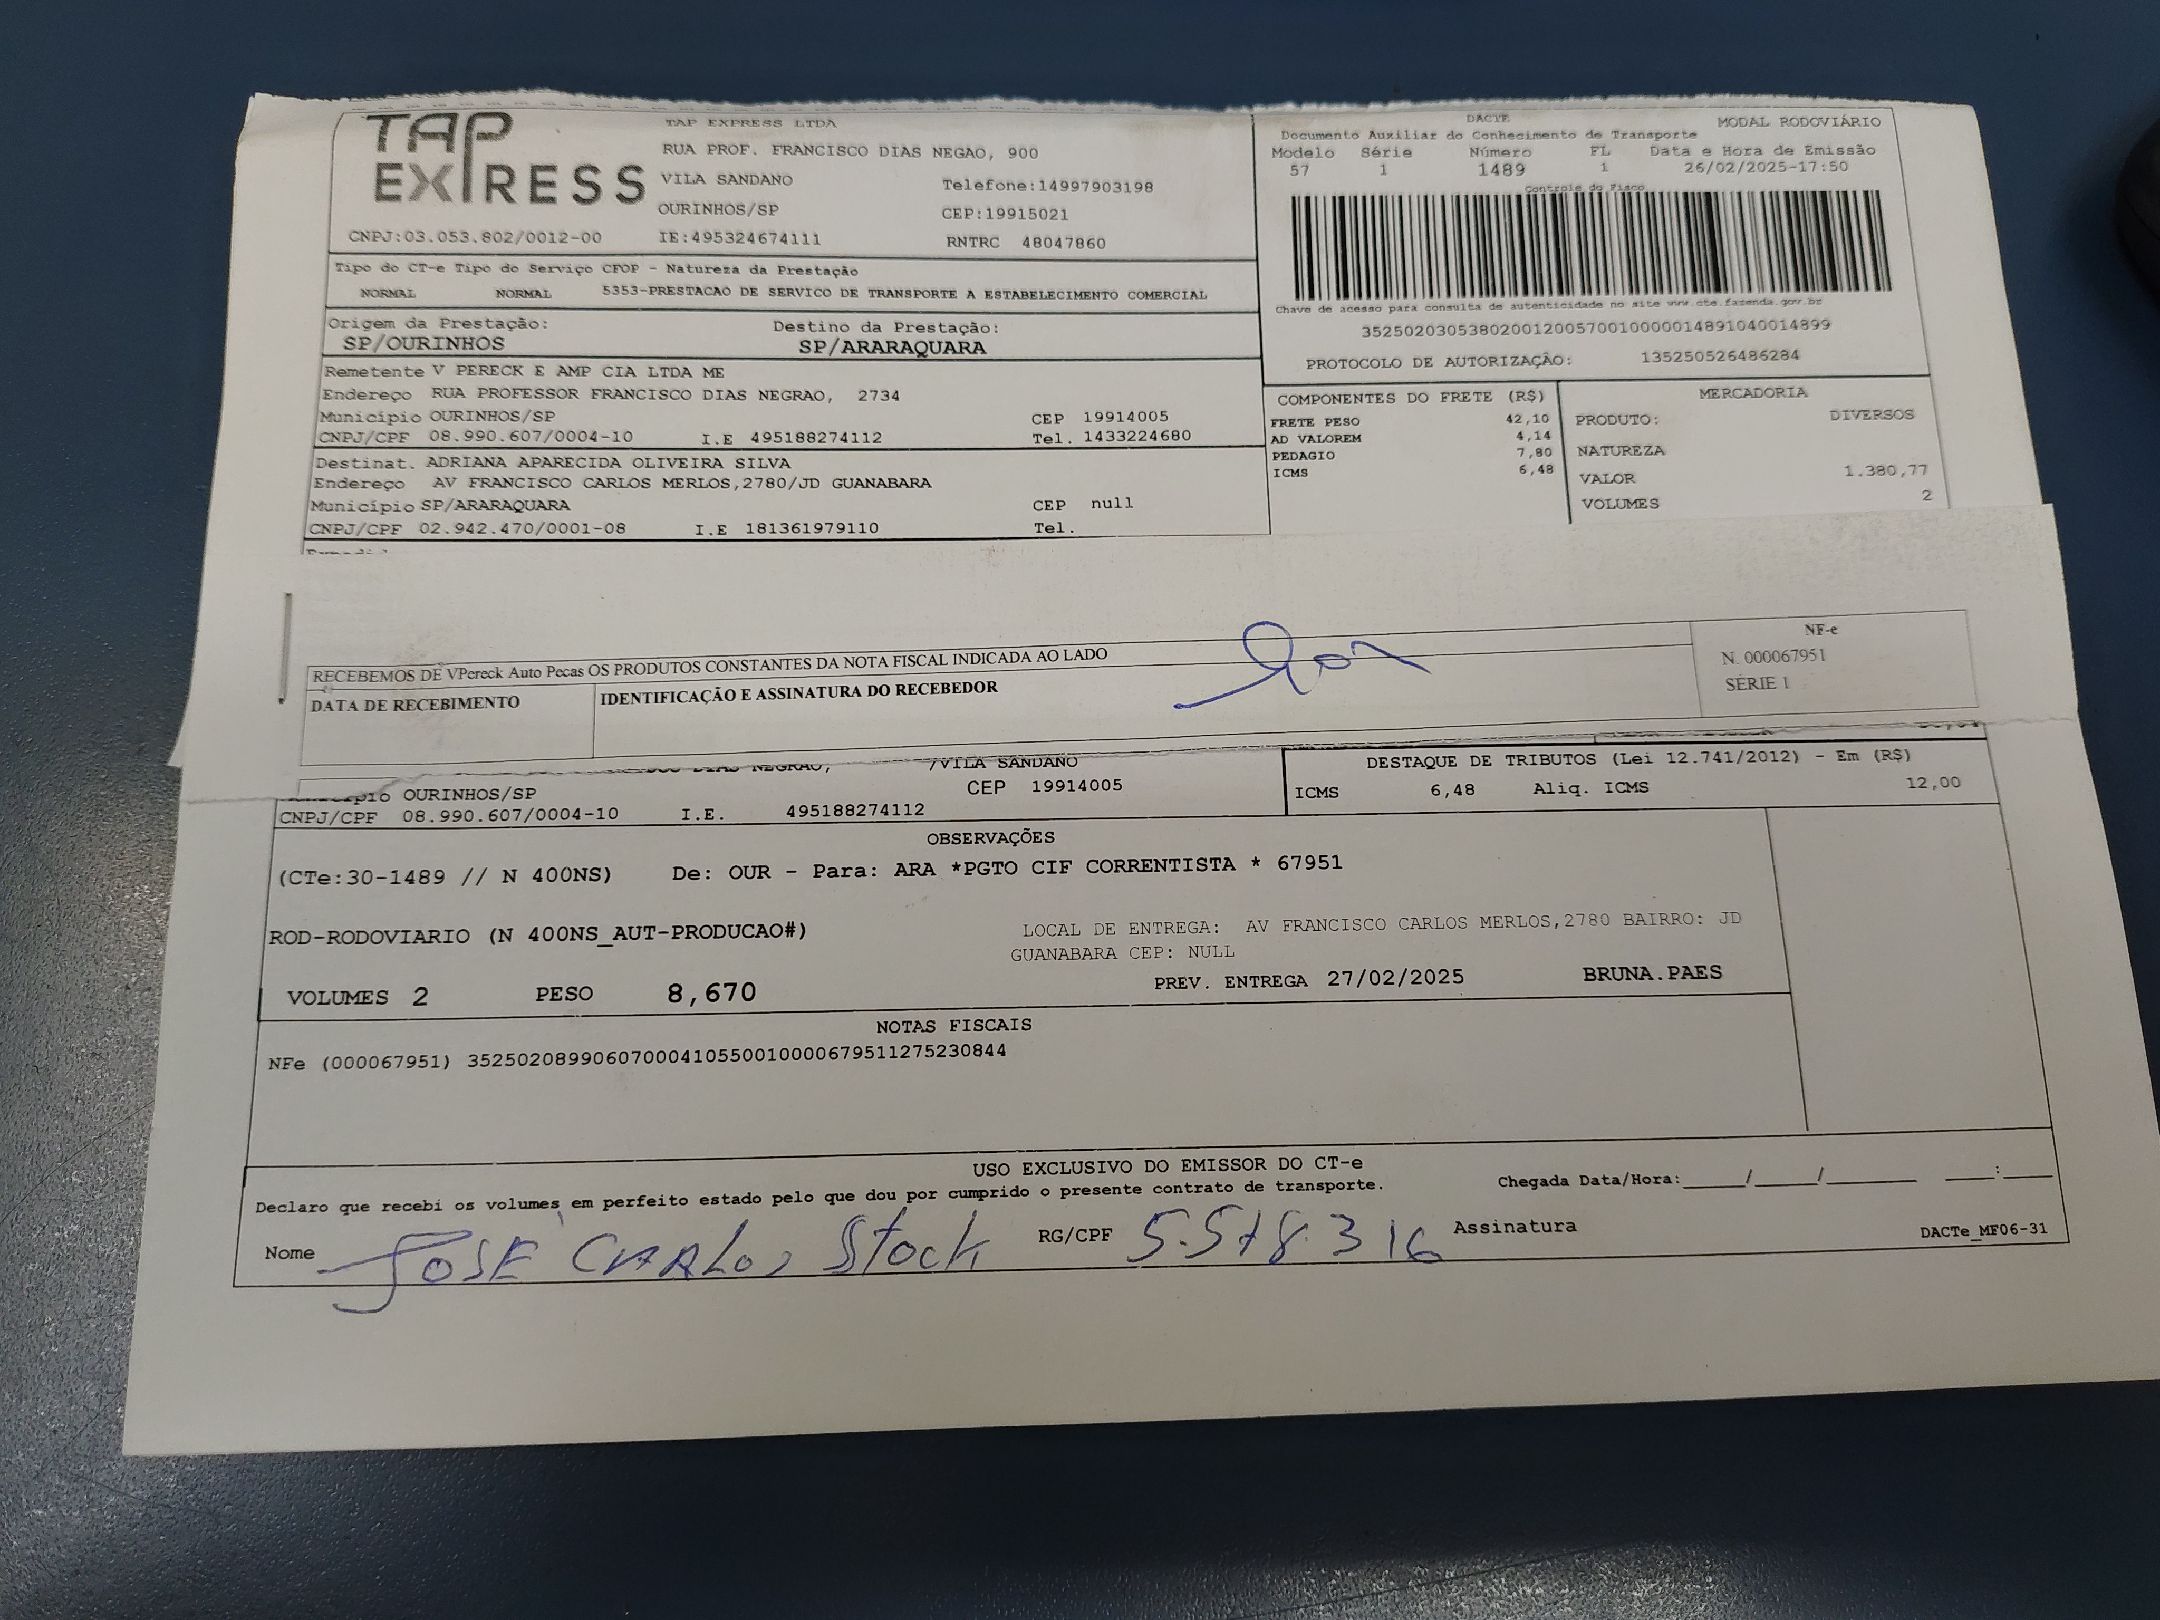 TAP EXPRESS
TAP EXPRESS LTDA
RUA PROF. FRANCISCO DIAS NEGAO, 900
VILA SANDANO Telefone:14997903198
OURINHOS/SP CEP:19915021
CNPJ:03.053.802/0012-00 IE:495324674111 RNTRC 48047860
DACTE MODAL RODOVIÁRIO
Documento Auxiliar do Conhecimento de Transporte
Modelo Série Número FL Data e Hora de Emissão
57 1 1489 1 26/02/2025-17:50
Controle do Fisco
Chave de acesso para consulta de autenticidade no site www.cte.fazenda.gov.br
35250203053802001200570010000014891040014899
PROTOCOLO DE AUTORIZAÇÃO: 135250526486284
Tipo do CT-e Tipo do Serviço CFOP - Natureza da Prestação
NORMAL NORMAL 5353-PRESTACAO DE SERVICO DE TRANSPORTE A ESTABELECIMENTO COMERCIAL
Origem da Prestação: Destino da Prestação:
SP/OURINHOS SP/ARARAQUARA
Remetente V PERECK E AMP CIA LTDA ME
Endereço RUA PROFESSOR FRANCISCO DIAS NEGRAO, 2734
Município OURINHOS/SP CEP 19914005
CNPJ/CPF 08.990.607/0004-10 I.E 495188274112 Tel. 1433224680
Destinat. ADRIANA APARECIDA OLIVEIRA SILVA
Endereço AV FRANCISCO CARLOS MERLOS,2780/JD GUANABARA
Município SP/ARARAQUARA CEP null
CNPJ/CPF 02.942.470/0001-08 I.E 181361979110 Tel.
COMPONENTES DO FRETE (R$)
FRETE PESO 42,10
AD VALOREM 4,14
PEDAGIO 7,80
ICMS 6,48
MERCADORIA
PRODUTO: DIVERSOS
NATUREZA
VALOR 1.380,77
VOLUMES 2
RECEBEMOS DE VPereck Auto Pecas OS PRODUTOS CONSTANTES DA NOTA FISCAL INDICADA AO LADO
DATA DE RECEBIMENTO IDENTIFICAÇÃO E ASSINATURA DO RECEBEDOR
NF-e
N. 000067951
SÉRIE 1
DIAS NEGRAO, /VILA SANDANO
OURINHOS/SP CEP 19914005
CNPJ/CPF 08.990.607/0004-10 I.E. 495188274112
DESTAQUE DE TRIBUTOS (Lei 12.741/2012) - Em (R$)
ICMS 6,48 Aliq. ICMS 12,00
OBSERVAÇÕES
(CTe:30-1489 // N 400NS) De: OUR - Para: ARA *PGTO CIF CORRENTISTA * 67951
ROD-RODOVIARIO (N 400NS_AUT-PRODUCAO#) LOCAL DE ENTREGA: AV FRANCISCO CARLOS MERLOS,2780 BAIRRO: JD
GUANABARA CEP: NULL
VOLUMES 2 PESO 8,670 PREV. ENTREGA 27/02/2025 BRUNA.PAES
NOTAS FISCAIS
NFe (000067951) 35250208990607000410550010000679511275230844
USO EXCLUSIVO DO EMISSOR DO CT-e
Declaro que recebi os volumes em perfeito estado pelo que dou por cumprido o presente contrato de transporte. Chegada Data/Hora:_____/_____/_______ ____:____
Nome JOSE CARLOS Stock RG/CPF 5.578.316 Assinatura DACTe_MF06-31